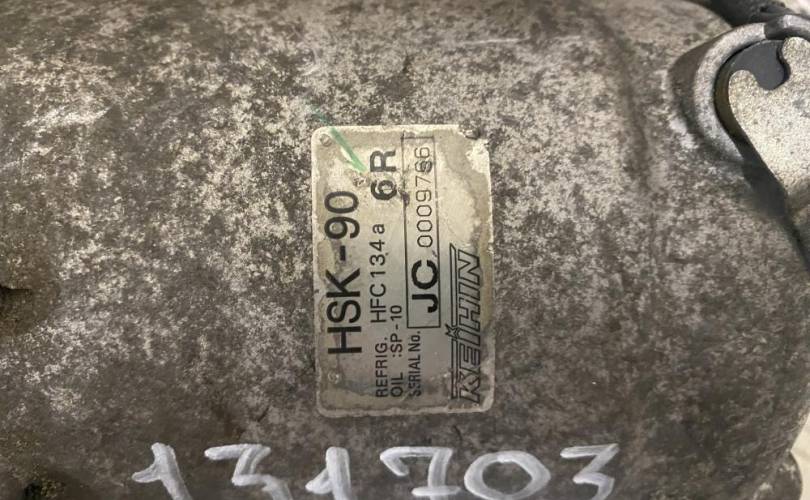 HSK-90
REFRIG. HFC134a 6R
OIL :SP-10
SERIAL No. JC 0009766
KEIHIN
131703